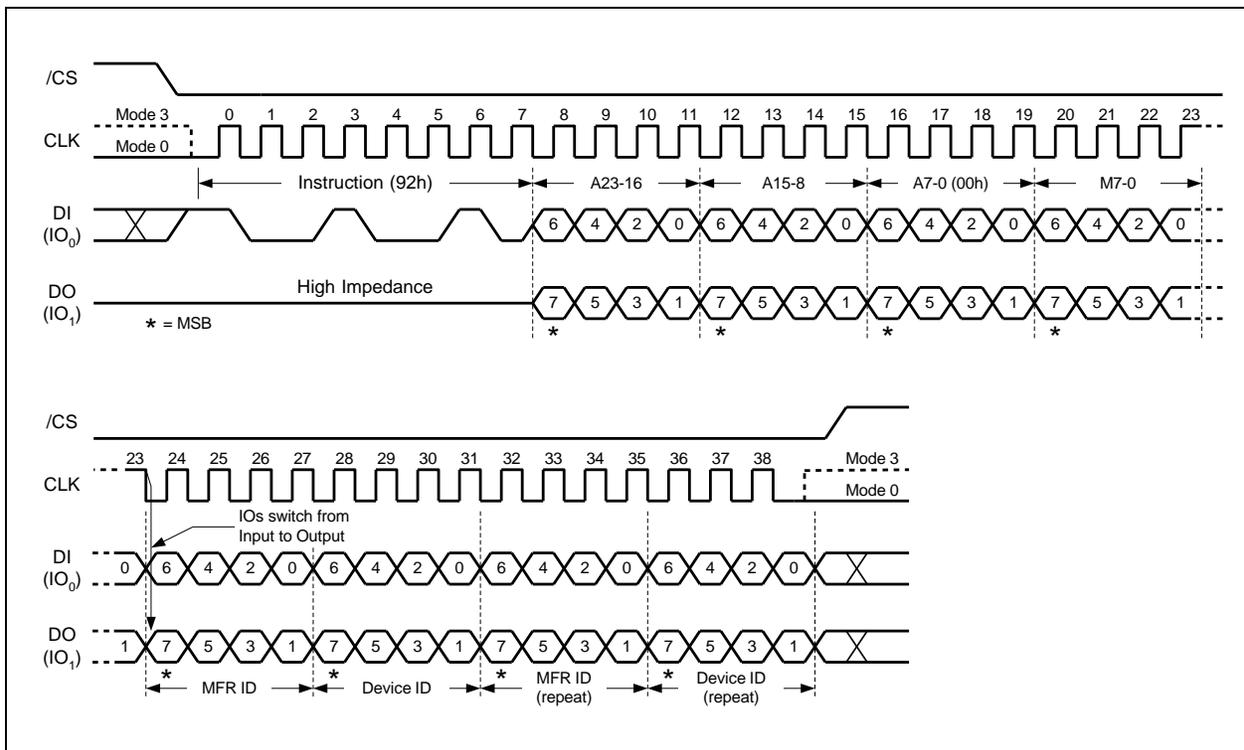 /CS
Mode 3 0 1 2 3 4 5 6 7 8 9 10 11 12 13 14 15 16 17 18 19 20 21 22 23
CLK
Mode 0
Instruction (92h) A23-16 A15-8 A7-0 (00h) M7-0
DI
(IO0)
6 4 2 0 6 4 2 0 6 4 2 0 6 4 2 0
High Impedance
DO
(IO1)
7 5 3 1 7 5 3 1 7 5 3 1 7 5 3 1
* = MSB * * * *
/CS
23 24 25 26 27 28 29 30 31 32 33 34 35 36 37 38 Mode 3
CLK
Mode 0
IOs switch from
Input to Output
DI
(IO0)
0 6 4 2 0 6 4 2 0 6 4 2 0 6 4 2 0
DO
(IO1)
1 7 5 3 1 7 5 3 1 7 5 3 1 7 5 3 1
* * * *
MFR ID Device ID MFR ID
(repeat)
Device ID
(repeat)